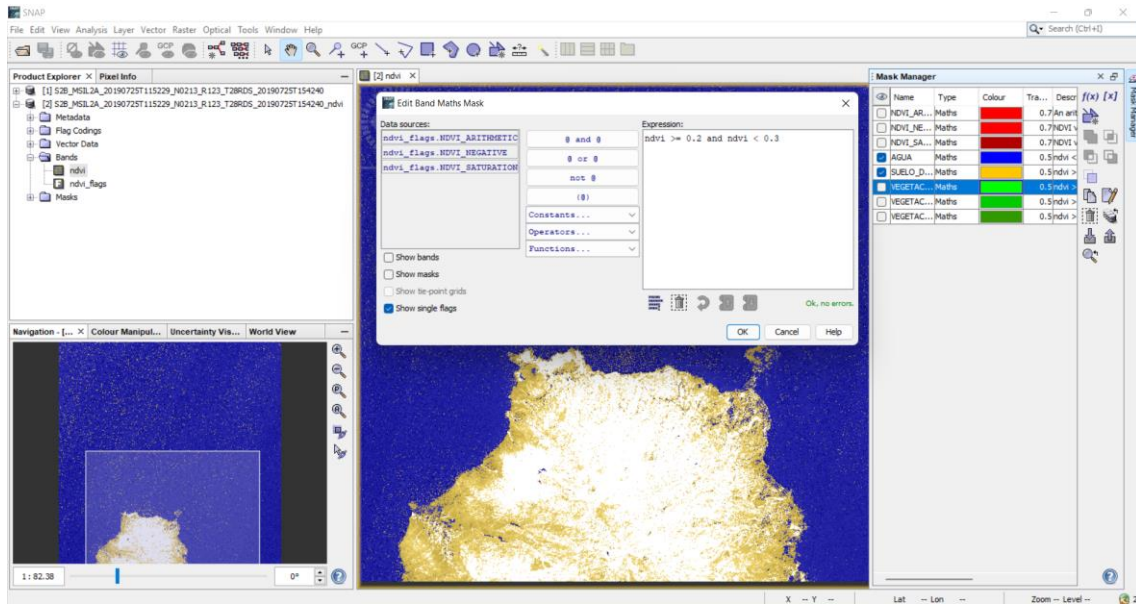 SNAP
File Edit View Analysis Layer Vector Raster Optical Tools Window Help
Search (Ctrl+I)
GCP GCP
Product Explorer Pixel Info
[1] S2B_MSIL2A_20190725T115229_N0213_R123_T28RDS_20190725T154240
[2] S2B_MSIL2A_20190725T115229_N0213_R123_T28RDS_20190725T154240_ndvi
Metadata
Flag Codings
Vector Data
Bands
ndvi
ndvi_flags
Masks
Navigation - [... Colour Manipul... Uncertainty Vis... World View
1 : 82.38
0°
[2] ndvi
Edit Band Maths Mask
Data sources:
ndvi_flags.NDVI_ARITHMETIC
ndvi_flags.NDVI_NEGATIVE
ndvi_flags.NDVI_SATURATION
@ and @
@ or @
not @
(@)
Constants...
Operators...
Functions...
Show bands
Show masks
Show tie-point grids
Show single flags
Expression:
ndvi >= 0.2 and ndvi < 0.3
Ok, no errors.
OK Cancel Help
Mask Manager
Name Type Colour Tra... Descr
NDVI_AR... Maths 0.7 An arit
NDVI_NE... Maths 0.7 NDVI v
NDVI_SA... Maths 0.7 NDVI v
AGUA Maths 0.5 ndvi <
SUELO_D... Maths 0.5 ndvi >
VEGETAC... Maths 0.5 ndvi >
VEGETAC... Maths 0.5 ndvi >
VEGETAC... Maths 0.5 ndvi >
f(x) [x]
Mask Manager
X -- Y -- Lat -- Lon -- Zoom -- Level --